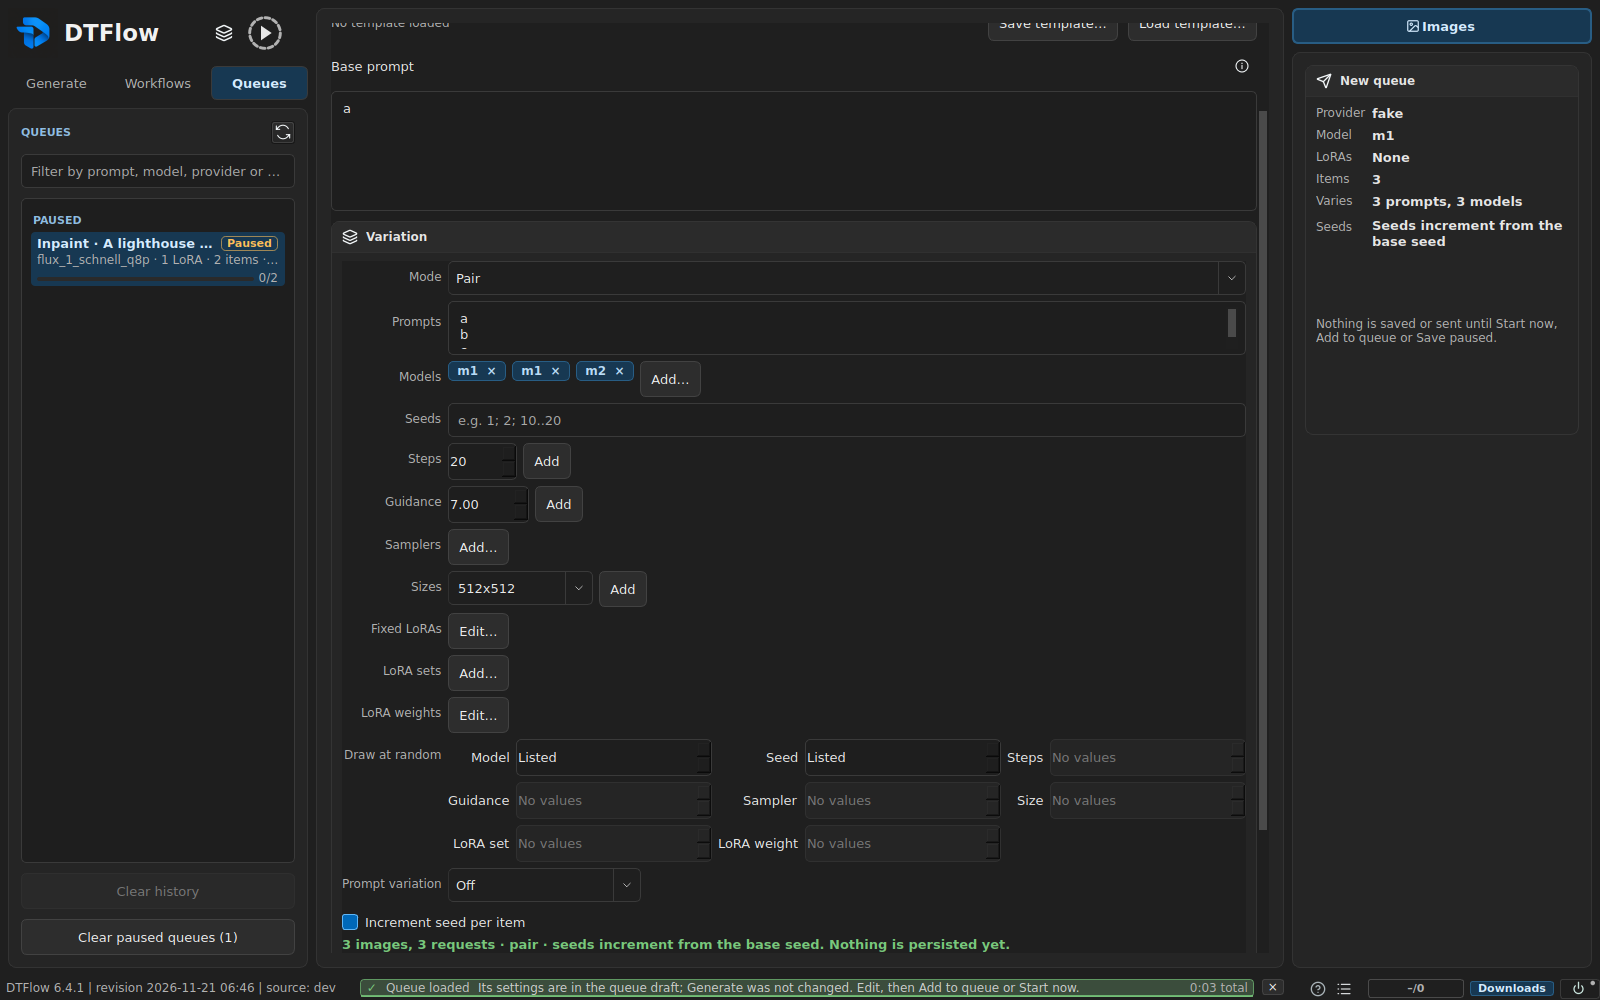 DTFlow
Generate
Workflows
Queues
QUEUES
Filter by prompt, model, provider or ...
PAUSED
Inpaint · A lighthouse ...
Paused
flux_1_schnell_q8p · 1 LoRA · 2 items ·...
0/2
Clear history
Clear paused queues (1)
No template loaded
Save template...
Load template...
Base prompt
a
Variation
Mode
Pair
Prompts
a
b
Models
m1 ×
m1 ×
m2 ×
Add...
Seeds
e.g. 1; 2; 10..20
Steps
20
Add
Guidance
7.00
Add
Samplers
Add...
Sizes
512x512
Add
Fixed LoRAs
Edit...
LoRA sets
Add...
LoRA weights
Edit...
Draw at random
Model
Listed
Seed
Listed
Steps
No values
Guidance
No values
Sampler
No values
Size
No values
LoRA set
No values
LoRA weight
No values
Prompt variation
Off
Increment seed per item
3 images, 3 requests · pair · seeds increment from the base seed. Nothing is persisted yet.
Images
New queue
Provider fake
Model m1
LoRAs None
Items 3
Varies 3 prompts, 3 models
Seeds Seeds increment from the
base seed
Nothing is saved or sent until Start now,
Add to queue or Save paused.
DTFlow 6.4.1 | revision 2026-11-21 06:46 | source: dev
✓ Queue loaded Its settings are in the queue draft; Generate was not changed. Edit, then Add to queue or Start now.
0:03 total
×
-/0
Downloads